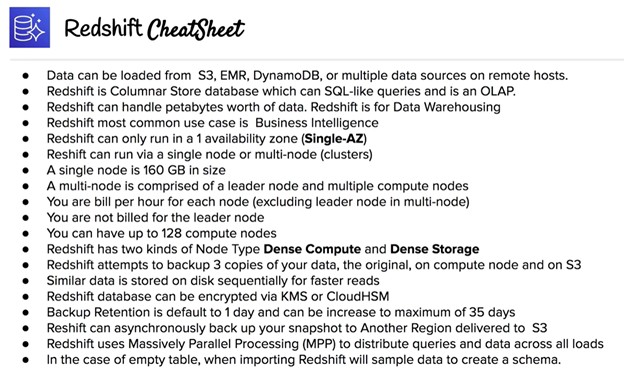 Redshift CheatSheet
● Data can be loaded from S3, EMR, DynamoDB, or multiple data sources on remote hosts.
● Redshift is Columnar Store database which can SQL-like queries and is an OLAP.
● Redshift can handle petabytes worth of data. Redshift is for Data Warehousing
● Redshift most common use case is Business Intelligence
● Redshift can only run in a 1 availability zone (Single-AZ)
● Reshift can run via a single node or multi-node (clusters)
● A single node is 160 GB in size
● A multi-node is comprised of a leader node and multiple compute nodes
● You are bill per hour for each node (excluding leader node in multi-node)
● You are not billed for the leader node
● You can have up to 128 compute nodes
● Redshift has two kinds of Node Type Dense Compute and Dense Storage
● Redshift attempts to backup 3 copies of your data, the original, on compute node and on S3
● Similar data is stored on disk sequentially for faster reads
● Redshift database can be encrypted via KMS or CloudHSM
● Backup Retention is default to 1 day and can be increase to maximum of 35 days
● Reshift can asynchronously back up your snapshot to Another Region delivered to S3
● Redshift uses Massively Parallel Processing (MPP) to distribute queries and data across all loads
● In the case of empty table, when importing Redshift will sample data to create a schema.